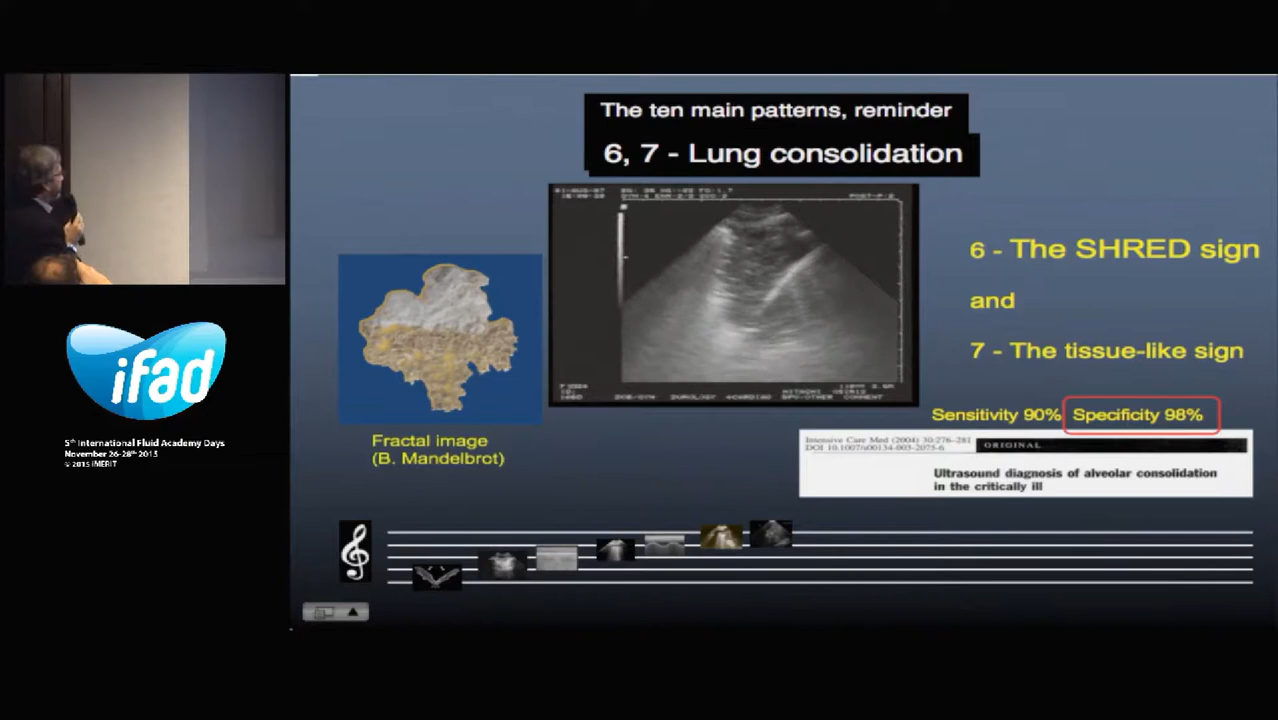 The ten main patterns, reminder
6, 7 - Lung consolidation
6 - The SHRED sign
and
7 - The tissue-like sign
Sensitivity 90% Specificity 98%
Intensive Care Med (2004) 30:276–281
ORIGINAL
Ultrasound diagnosis of alveolar consolidation
in the critically ill
Fractal image
(B. Mandelbrot)
ifad
5th International Fluid Academy Days
November 26-28th 2015
© 2015 iMERIT